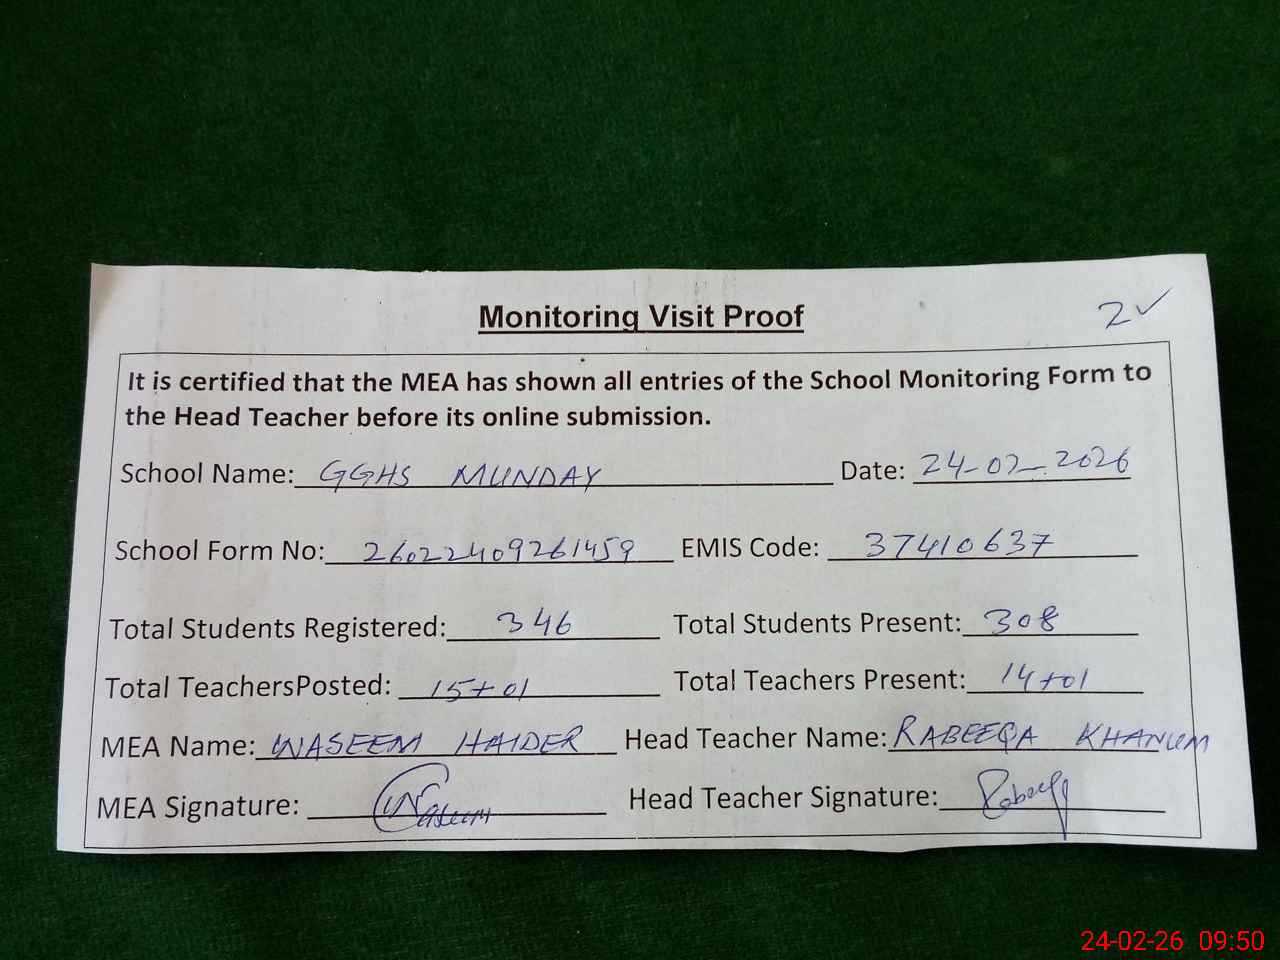 Monitoring Visit Proof
2✓
It is certified that the MEA has shown all entries of the School Monitoring Form to
the Head Teacher before its online submission.
School Name: GGHS MUNDAY Date: 24-02-2026
School Form No: 26022409261459 EMIS Code: 37410637
Total Students Registered: 346 Total Students Present: 308
Total TeachersPosted: 15+01 Total Teachers Present: 14+01
MEA Name: WASEEM HAIDER Head Teacher Name: RABEEQA KHANUM
MEA Signature: Waseem Head Teacher Signature:
24-02-26 09:50